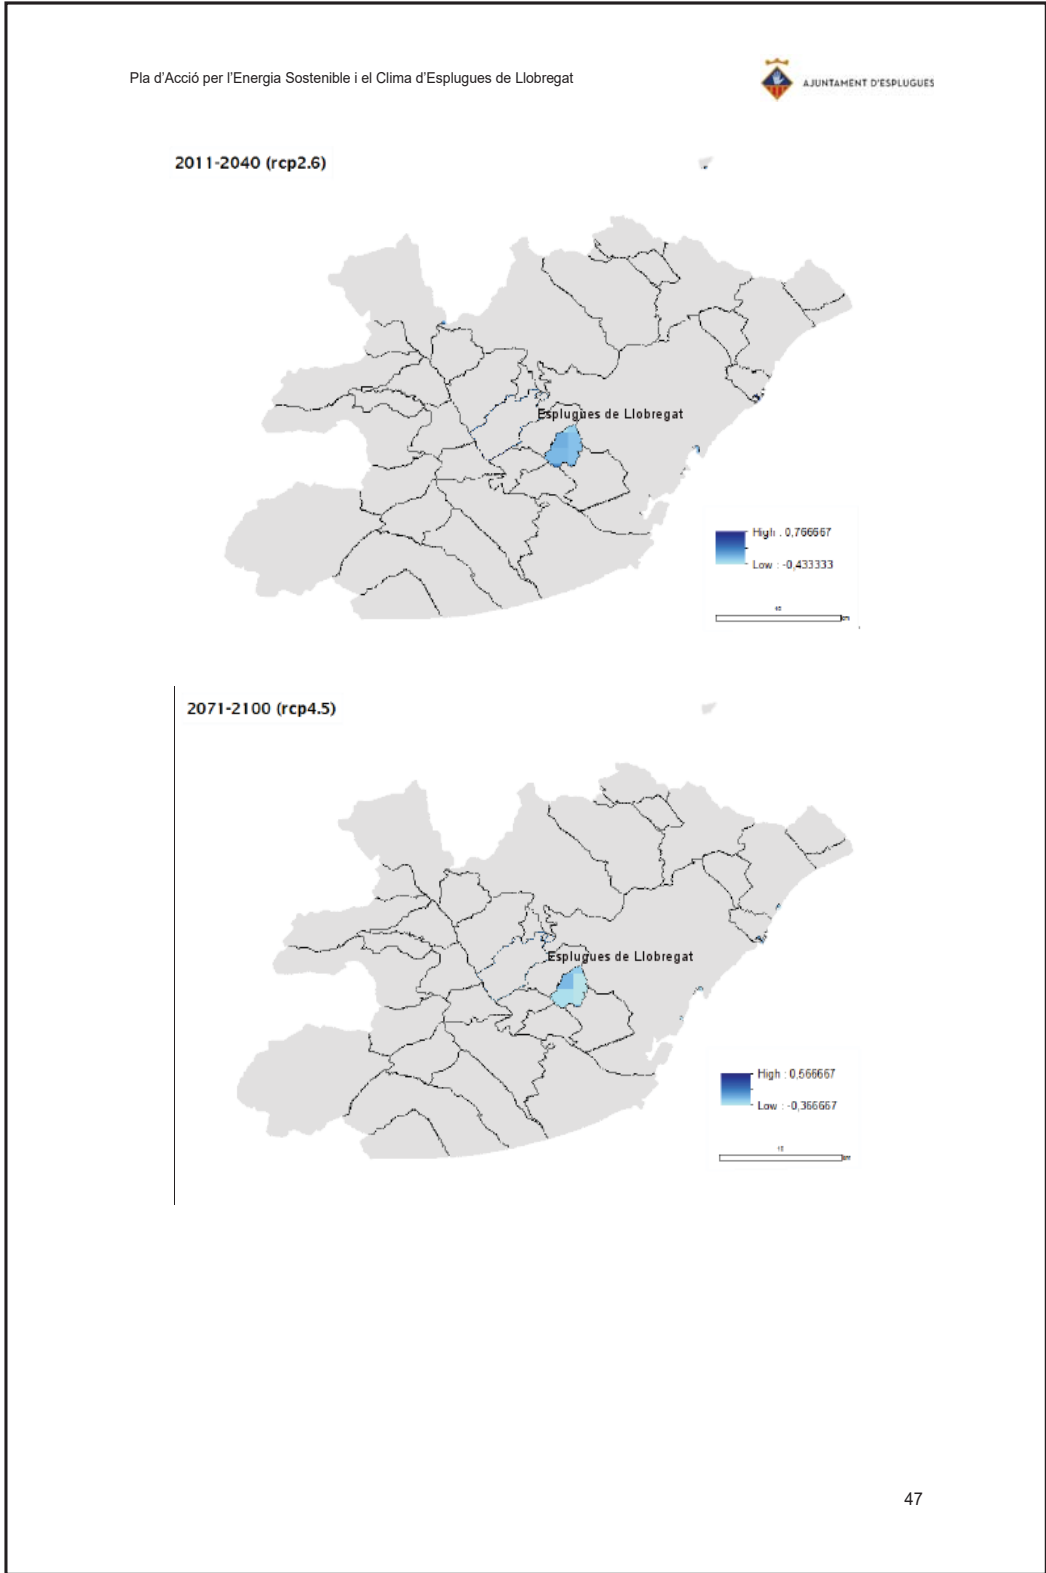 Pla d'Acció per l'Energia Sostenible i el Clima d'Esplugues de Llobregat
AJUNTAMENT D'ESPLUGUES
2011-2040 (rcp2.6)
Esplugues de Llobregat
High : 0,766667
Low : -0,433333
2071-2100 (rcp4.5)
Esplugues de Llobregat
High : 0,566667
Low : -0,366667
47